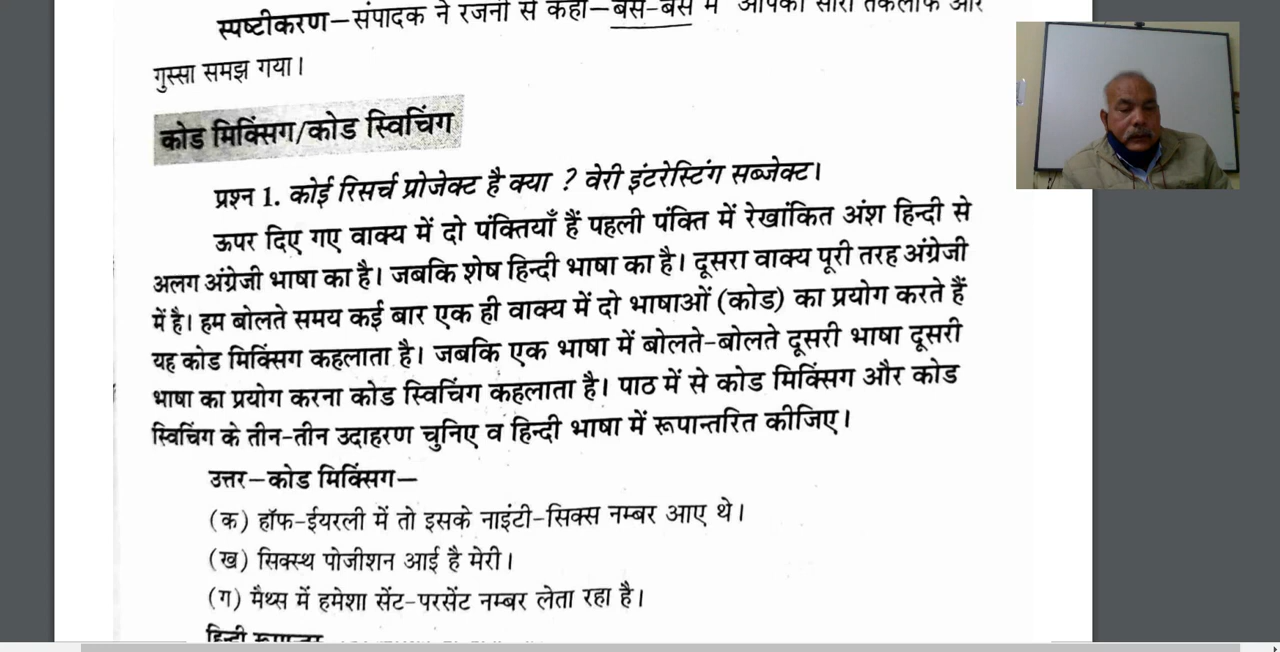 स्पष्टीकरण—संपादक ने रजनी से कहा—बस-बस मैं आपकी सारी तकलीफ और
गुस्सा समझ गया।
कोड मिक्सिंग/कोड स्विचिंग
प्रश्न 1. कोई रिसर्च प्रोजेक्ट है क्या ? वेरी इंटरेस्टिंग सब्जेक्ट।
ऊपर दिए गए वाक्य में दो पंक्तियाँ हैं पहली पंक्ति में रेखांकित अंश हिन्दी से
अलग अंग्रेजी भाषा का है। जबकि शेष हिन्दी भाषा का है। दूसरा वाक्य पूरी तरह अंग्रेजी
में है। हम बोलते समय कई बार एक ही वाक्य में दो भाषाओं (कोड) का प्रयोग करते हैं
यह कोड मिक्सिंग कहलाता है। जबकि एक भाषा में बोलते-बोलते दूसरी भाषा दूसरी
भाषा का प्रयोग करना कोड स्विचिंग कहलाता है। पाठ में से कोड मिक्सिंग और कोड
स्विचिंग के तीन-तीन उदाहरण चुनिए व हिन्दी भाषा में रूपान्तरित कीजिए।
उत्तर—कोड मिक्सिंग—
(क) हॉफ-ईयरली में तो इसके नाइंटी-सिक्स नम्बर आए थे।
(ख) सिक्स्थ पोजीशन आई है मेरी।
(ग) मैथ्स में हमेशा सेंट-परसेंट नम्बर लेता रहा है।
हिन्दी